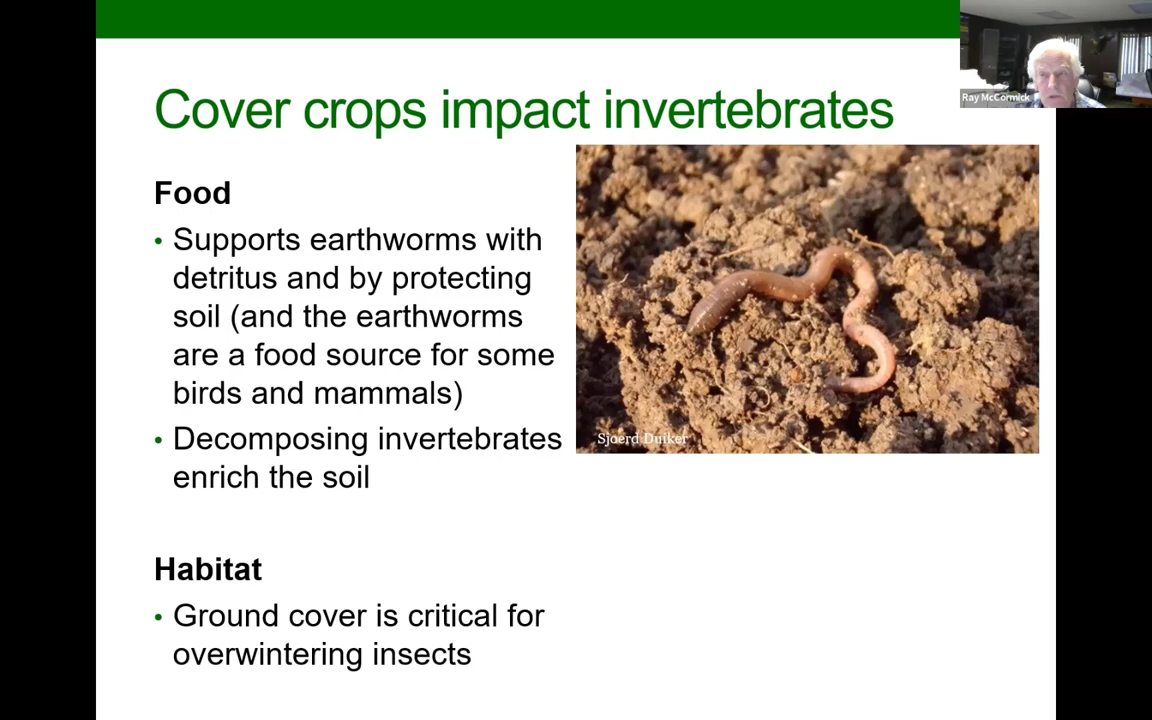 Cover crops impact invertebrates
Ray McCormick
Food
• Supports earthworms with
detritus and by protecting
soil (and the earthworms
are a food source for some
birds and mammals)
• Decomposing invertebrates
enrich the soil
Sjoerd Duiker
Habitat
• Ground cover is critical for
overwintering insects